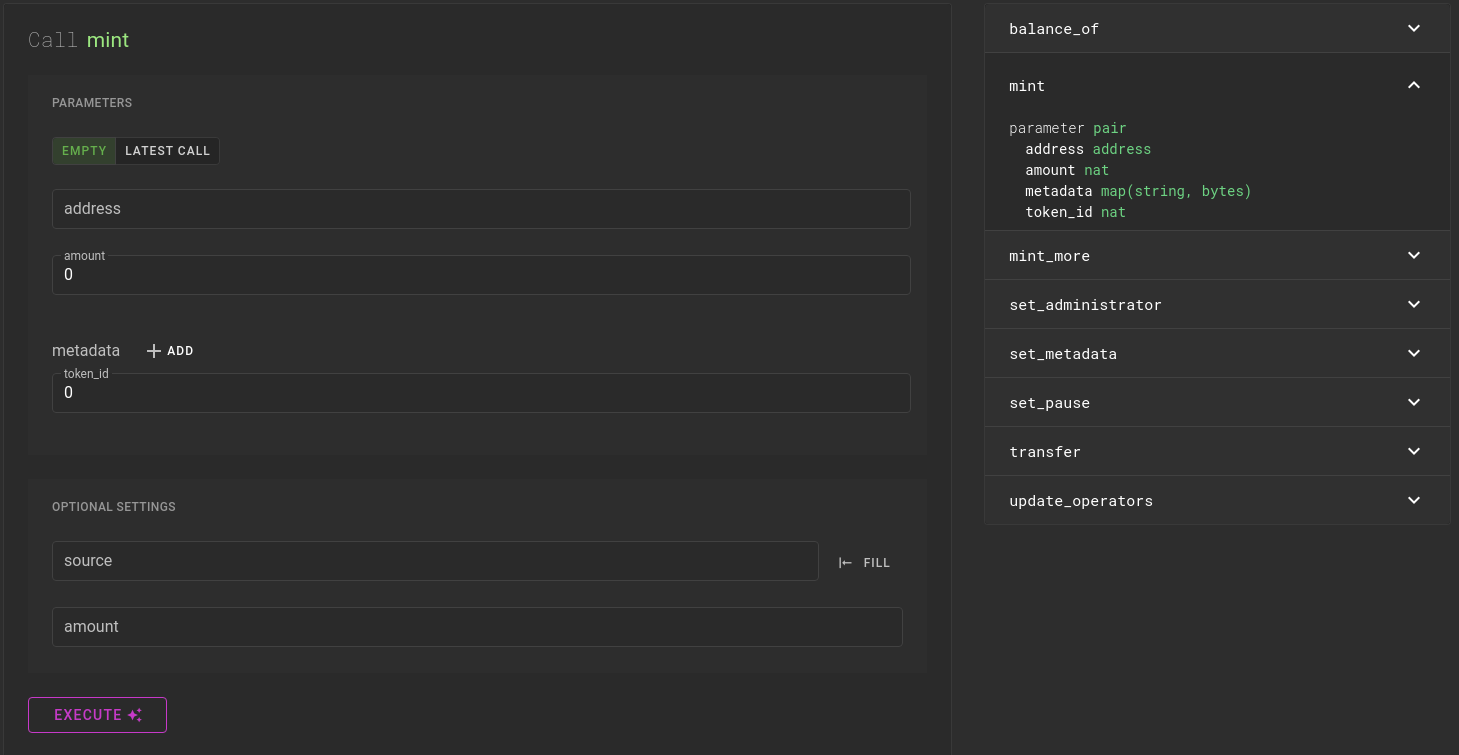 Call mint
PARAMETERS
EMPTY LATEST CALL
address
amount
0
metadata ADD
token_id
0
OPTIONAL SETTINGS
source FILL
amount
EXECUTE
balance_of
mint
parameter pair
address address
amount nat
metadata map(string, bytes)
token_id nat
mint_more
set_administrator
set_metadata
set_pause
transfer
update_operators